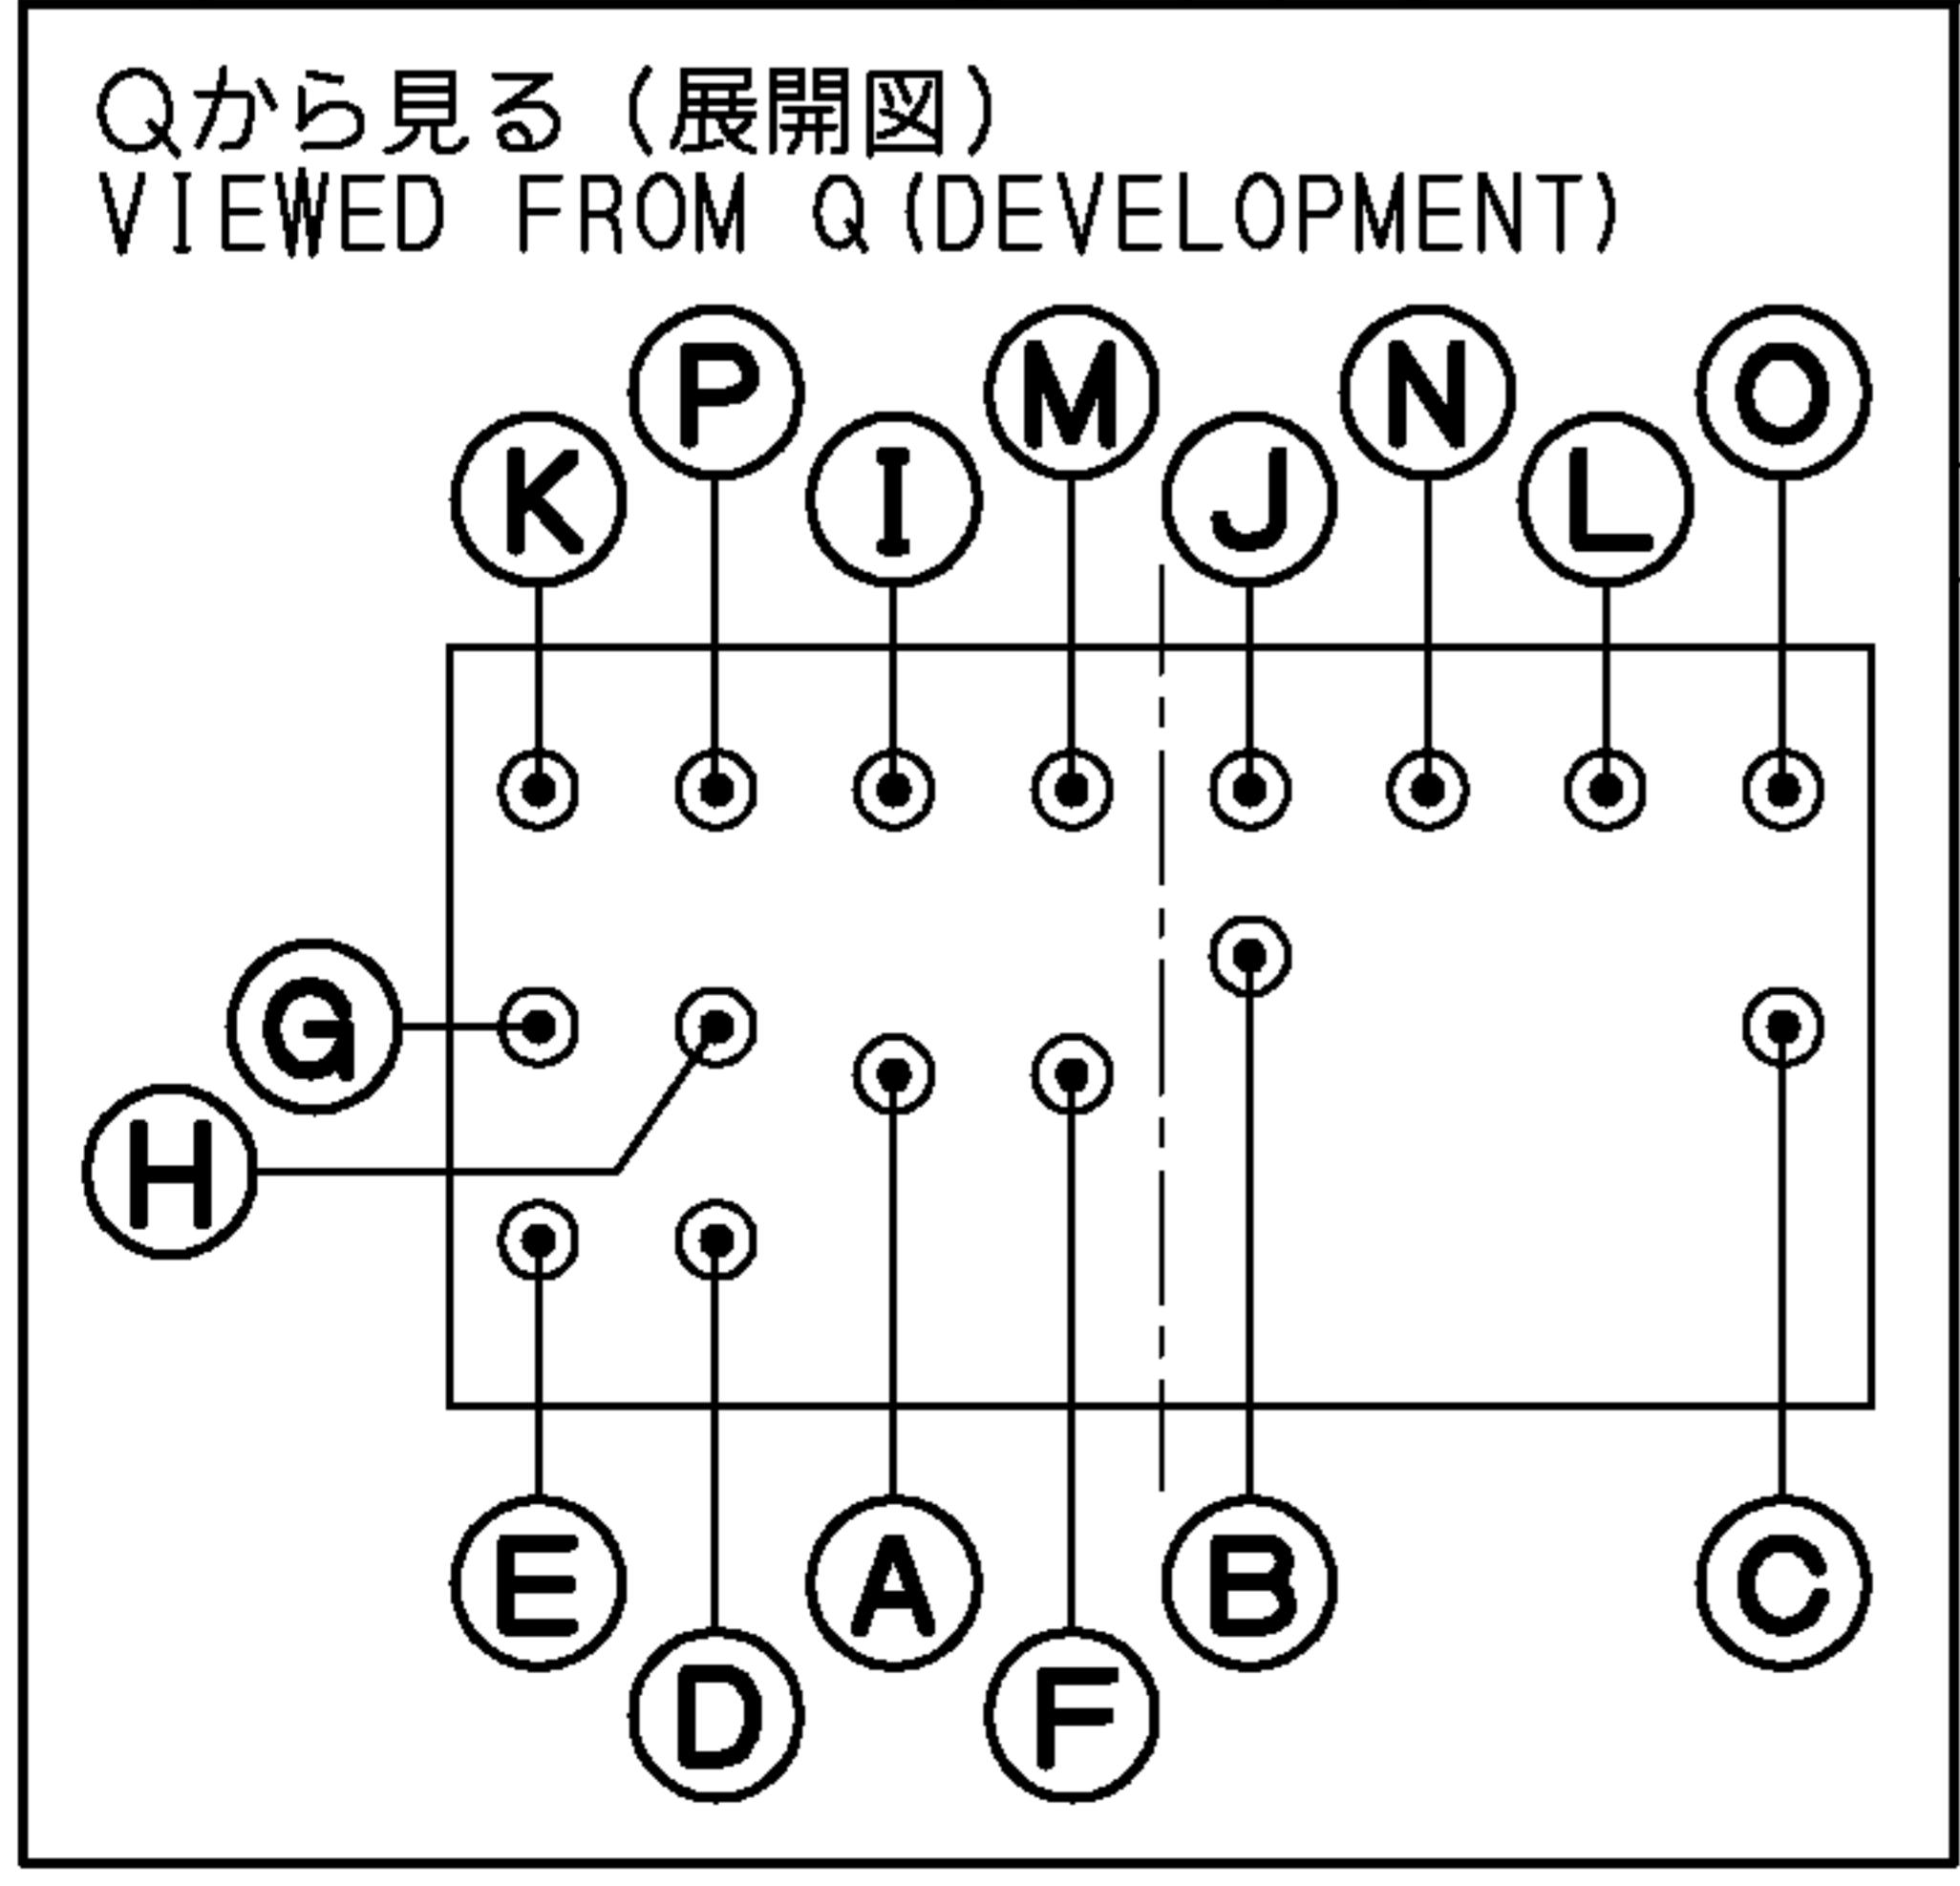 Qから見る(展開図)
VIEWED FROM Q(DEVELOPMENT)
P M N O
K I J L
G
H
E A B C
D F